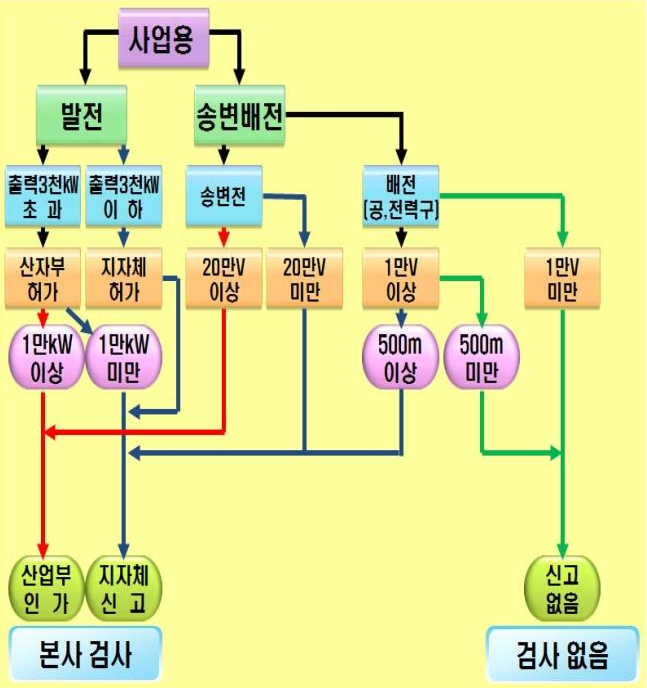 사업용
발전
송변배전
출력3천kW
초 과
출력3천kW
이 하
송변전
배전
(공,전력구)
산자부
허가
지자체
허가
20만V
이상
20만V
미만
1만V
이상
1만V
미만
1만kW
이상
1만kW
미만
500m
이상
500m
미만
산업부
인 가
지자체
신 고
신고
없음
본사 검사
검사 없음